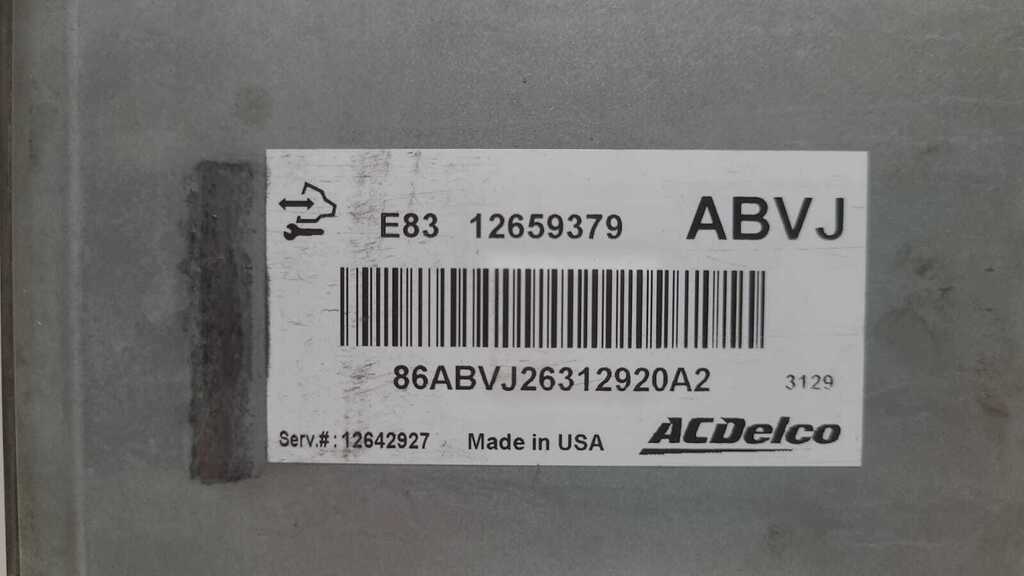 E83 12659379 ABVJ
86ABVJ26312920A2 3129
Serv.#: 12642927 Made in USA ACDelco